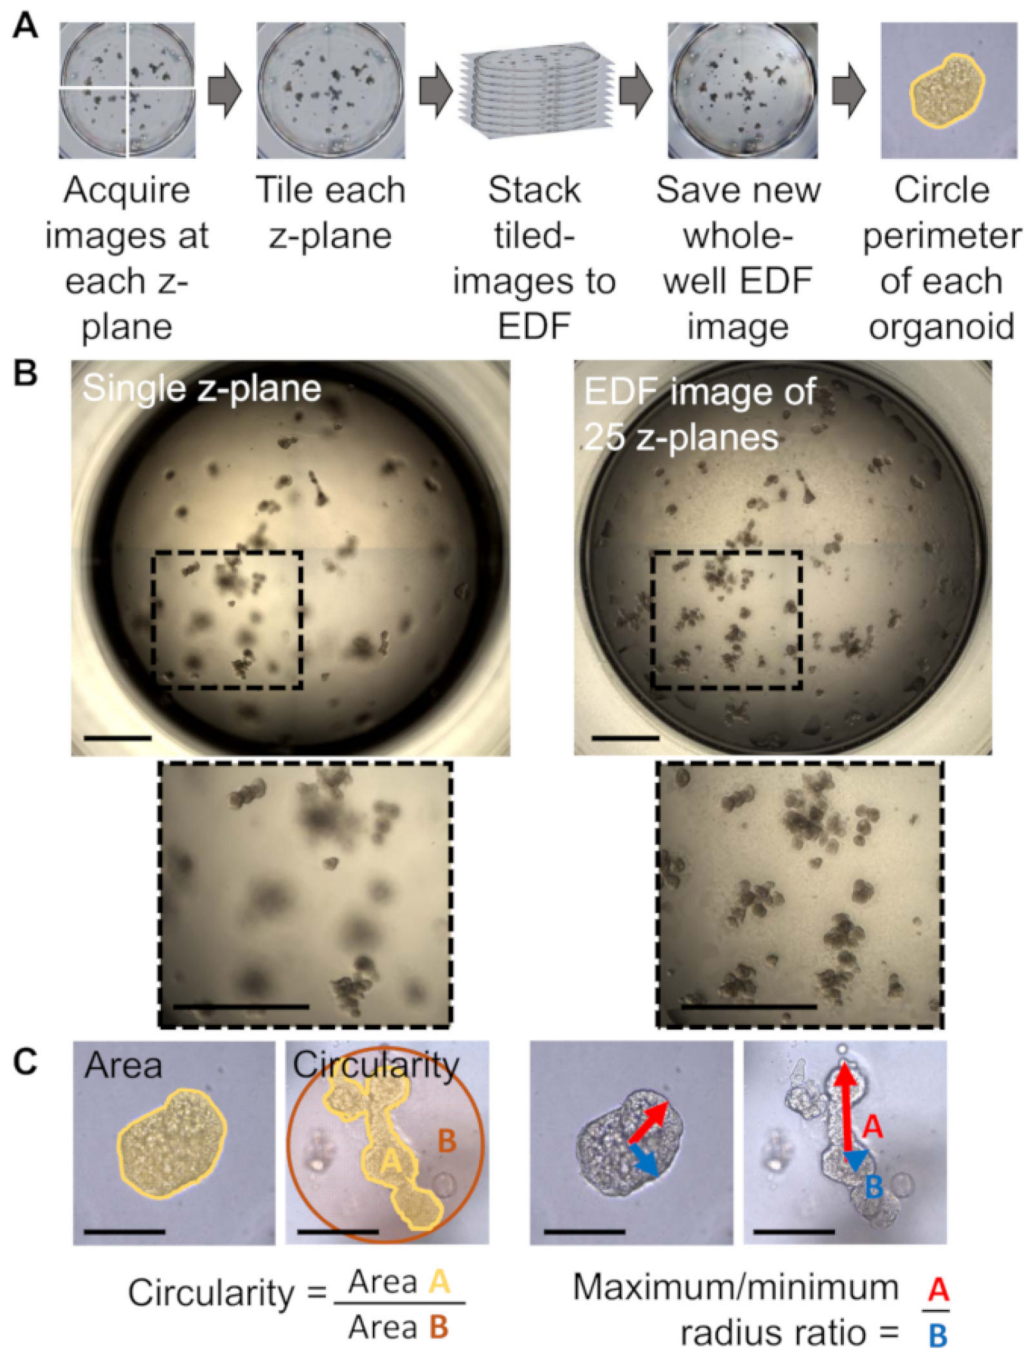 A
Acquire
images at
each z-
plane
Tile each
z-plane
Stack
tiled-
images to
EDF
Save new
whole-
well EDF
image
Circle
perimeter
of each
organoid
B
Single z-plane
EDF image of
25 z-planes
C
Area
Circularity
A
B
A
B
Circularity = Area A
Area B
Maximum/minimum
radius ratio = A
B